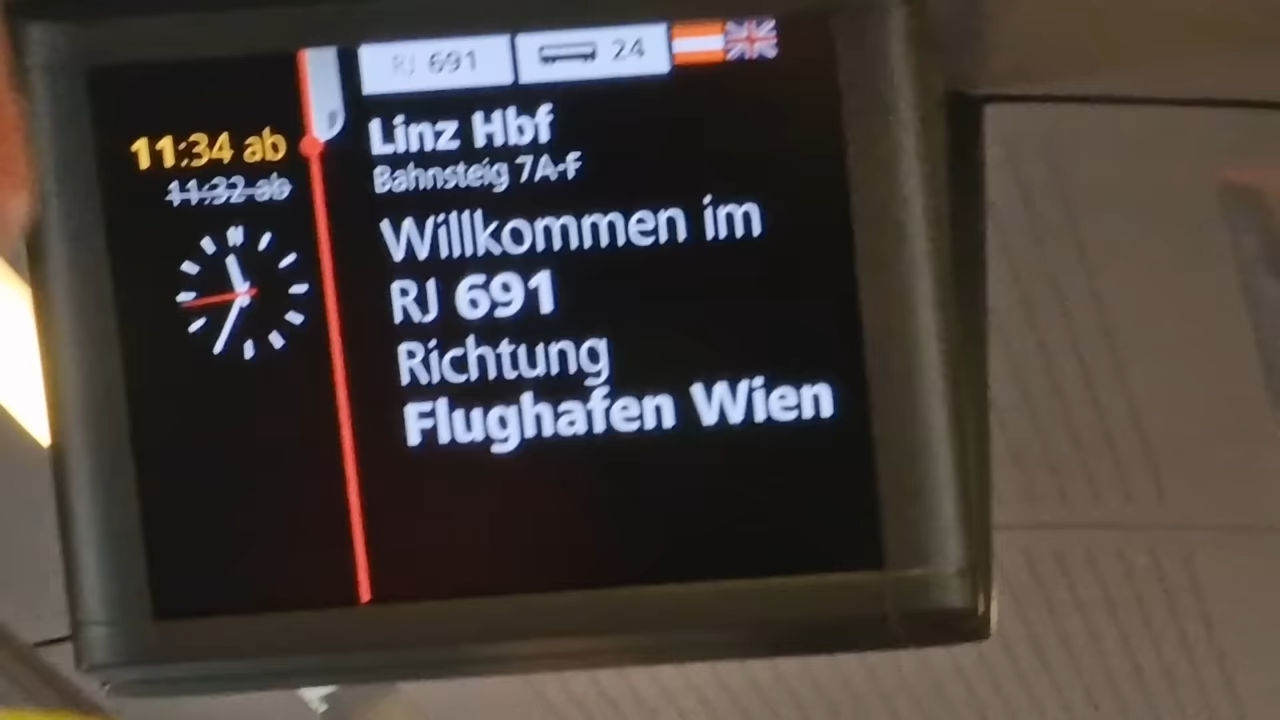 RJ 691 24
11:34 ab Linz Hbf
11:32 ab Bahnsteig 7A-F
Willkommen im
RJ 691
Richtung
Flughafen Wien